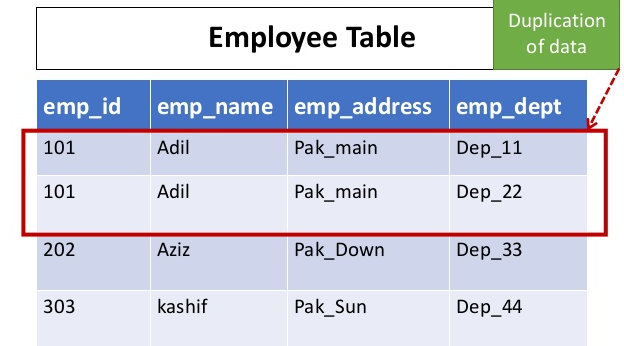 Employee Table
Duplication
of data
emp_id emp_name emp_address emp_dept
101 Adil Pak_main Dep_11
101 Adil Pak_main Dep_22
202 Aziz Pak_Down Dep_33
303 kashif Pak_Sun Dep_44